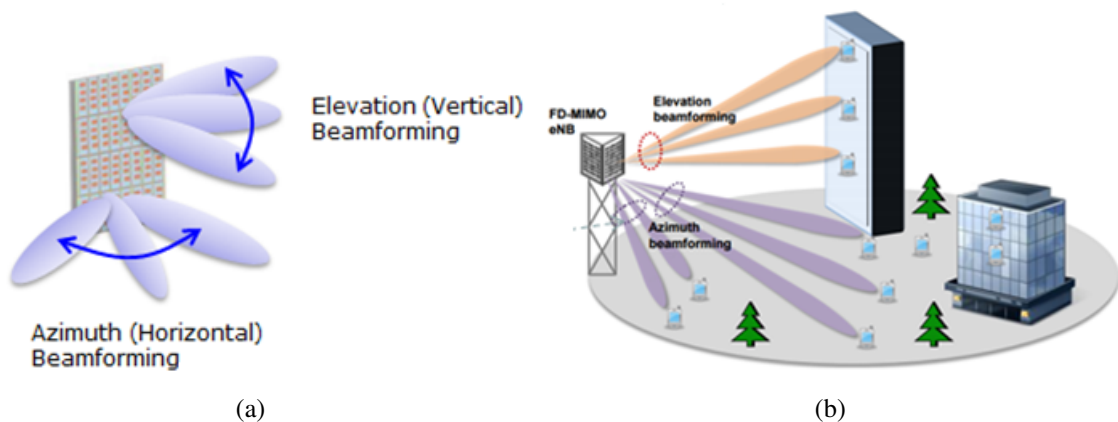 Elevation (Vertical)
Beamforming
Azimuth (Horizontal)
Beamforming
(a)
FD-MIMO
eNB
Elevation
beamforming
Azimuth
beamforming
(b)